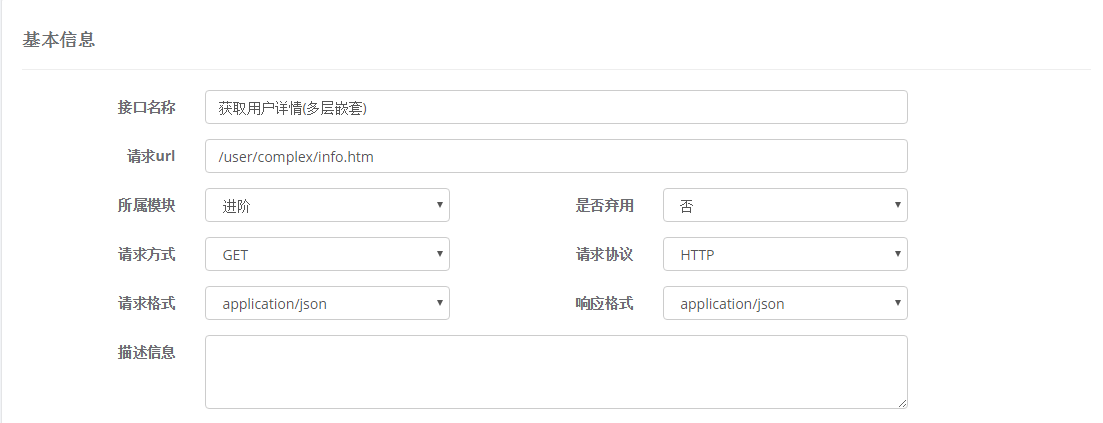 基本信息
接口名称 获取用户详情(多层嵌套)
请求url /user/complex/info.htm
所属模块 进阶 是否弃用 否
请求方式 GET 请求协议 HTTP
请求格式 application/json 响应格式 application/json
描述信息